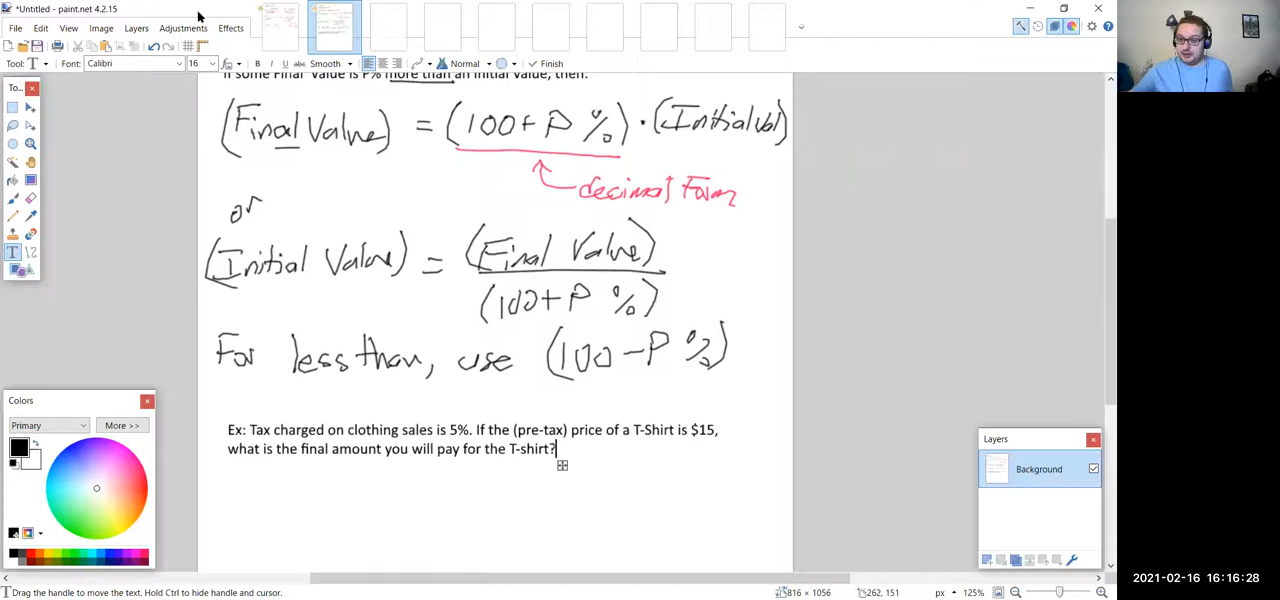 *Untitled - paint.net 4.2.15
File Edit View Image Layers Adjustments Effects
Tool: T Font: Calibri 16 B I U abc Smooth Normal Finish
To...
If some Final Value is P% more than an Initial Value, then:
(Final Value) = (100 + P %) · (Initial Val)
decimal Form
or
(Initial Value) = (Final Value)
(100 + P %)
For less than, use (100 - P %)
Ex: Tax charged on clothing sales is 5%. If the (pre-tax) price of a T-Shirt is $15,
what is the final amount you will pay for the T-shirt?
Colors
Primary More >>
Layers
Background
Drag the handle to move the text. Hold Ctrl to hide handle and cursor.
816 × 1056 262, 151 px 125%
2021-02-16 16:16:28